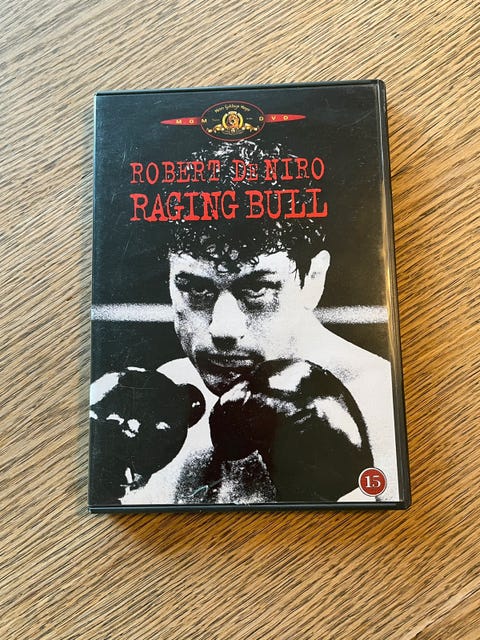 MGM DVD
ROBERT DE NIRO
RAGING BULL
15